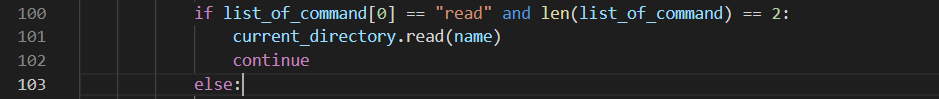 100 if list_of_command[0] == "read" and len(list_of_command) == 2:
101 current_directory.read(name)
102 continue
103 else: